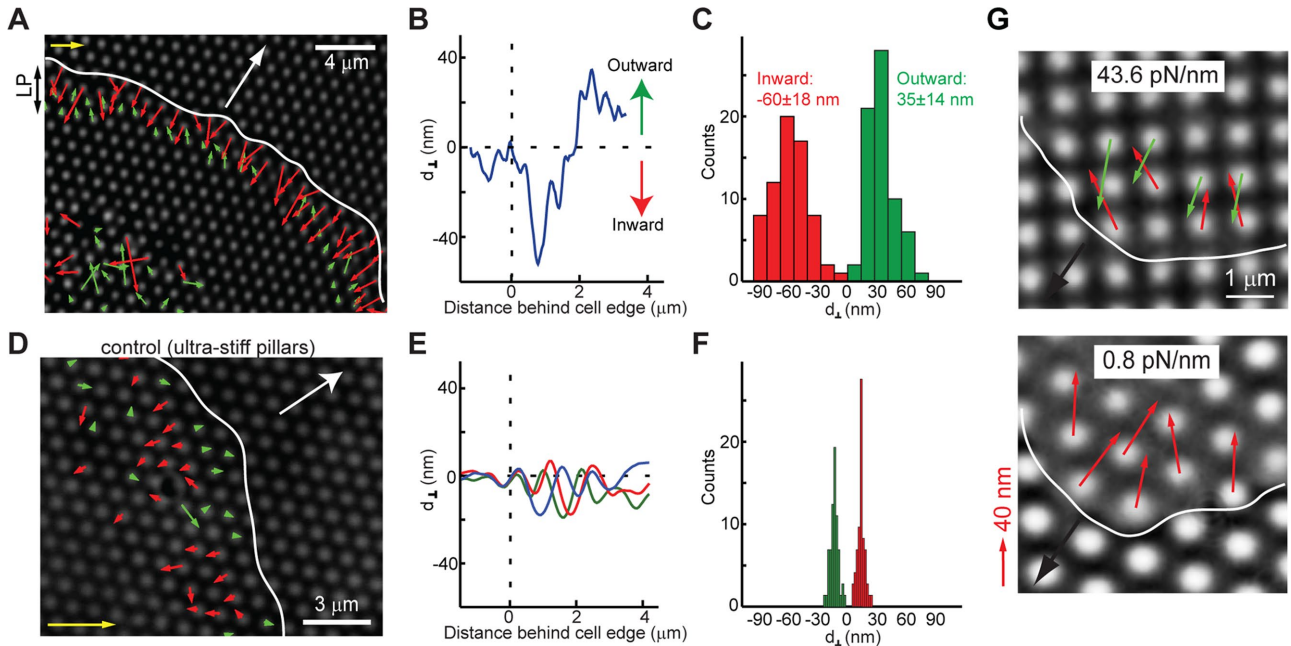 A
LP
4 μm
B
d⊥ (nm)
40
0
-40
Outward
Inward
0
2
4
Distance behind cell edge (μm)
C
Counts
20
10
0
Inward:
-60±18 nm
Outward:
35±14 nm
-90 -60 -30 0 30 60 90
d⊥ (nm)
D
control (ultra-stiff pillars)
3 μm
E
d⊥ (nm)
40
0
-40
0
2
4
Distance behind cell edge (μm)
F
Counts
20
10
0
-90 -60 -30 0 30 60 90
d⊥ (nm)
G
43.6 pN/nm
1 μm
0.8 pN/nm
40 nm